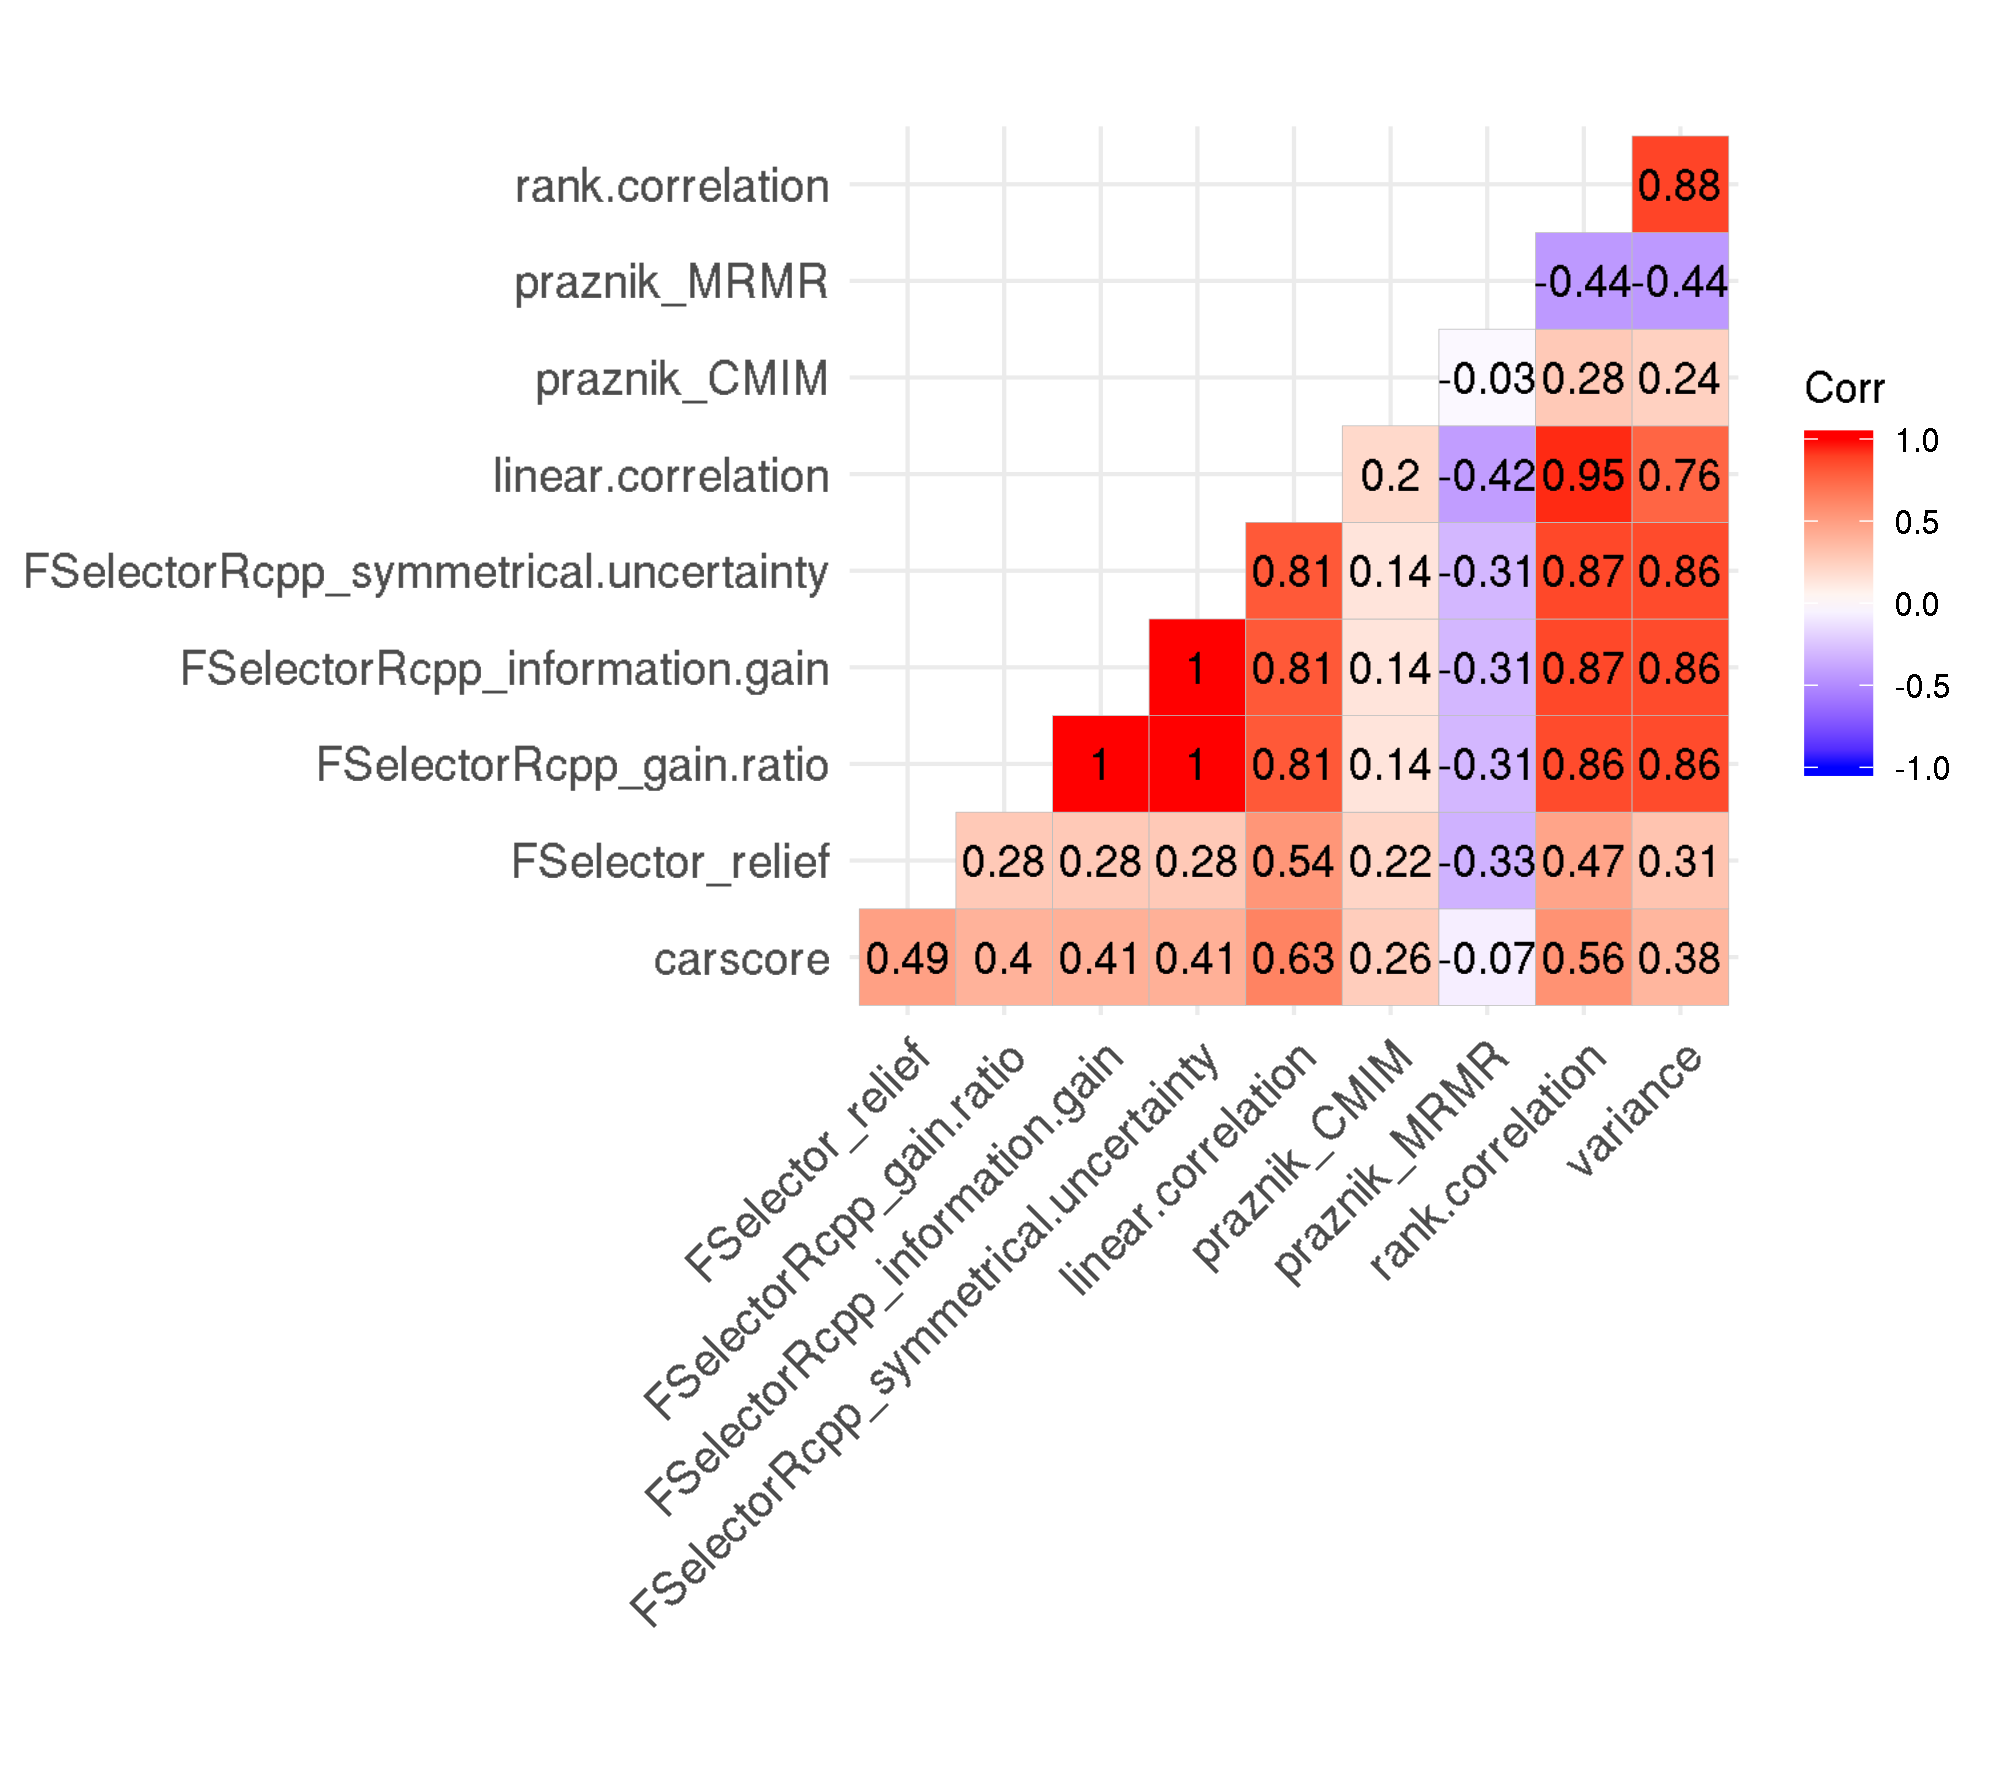 rank.correlation 0.88
praznik_MRMR -0.44 -0.44
praznik_CMIM -0.03 0.28 0.24
linear.correlation 0.2 -0.42 0.95 0.76
FSelectorRcpp_symmetrical.uncertainty 0.81 0.14 -0.31 0.87 0.86
FSelectorRcpp_information.gain 1 0.81 0.14 -0.31 0.87 0.86
FSelectorRcpp_gain.ratio 1 1 0.81 0.14 -0.31 0.86 0.86
FSelector_relief 0.28 0.28 0.28 0.54 0.22 -0.33 0.47 0.31
carscore 0.49 0.4 0.41 0.41 0.63 0.26 -0.07 0.56 0.38
FSelector_relief
FSelectorRcpp_gain.ratio
FSelectorRcpp_information.gain
FSelectorRcpp_symmetrical.uncertainty
linear.correlation
praznik_CMIM
praznik_MRMR
rank.correlation
variance
Corr
1.0
0.5
0.0
-0.5
-1.0